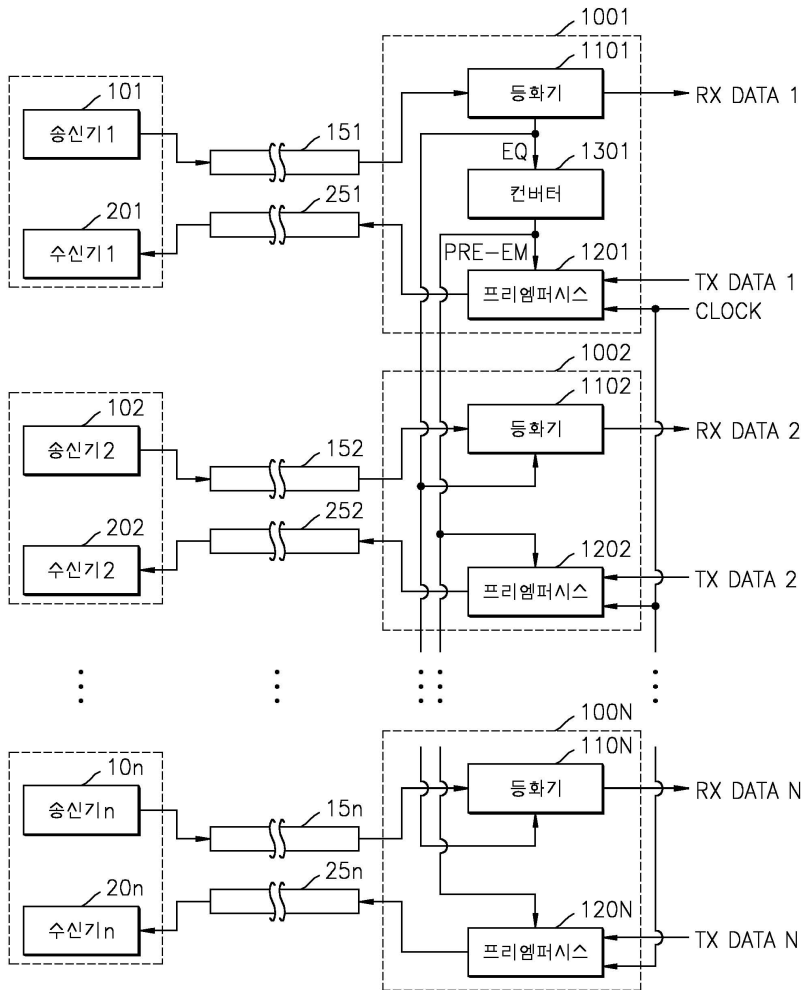 1001
1101
등화기
RX DATA 1
101
송신기1
151
EQ
1301
컨버터
201
수신기1
251
PRE-EM
1201
프리엠퍼시스
TX DATA 1
CLOCK
1002
1102
등화기
RX DATA 2
102
송신기2
152
202
수신기2
252
1202
프리엠퍼시스
TX DATA 2
100N
110N
등화기
RX DATA N
10n
송신기n
15n
20n
수신기n
25n
120N
프리엠퍼시스
TX DATA N